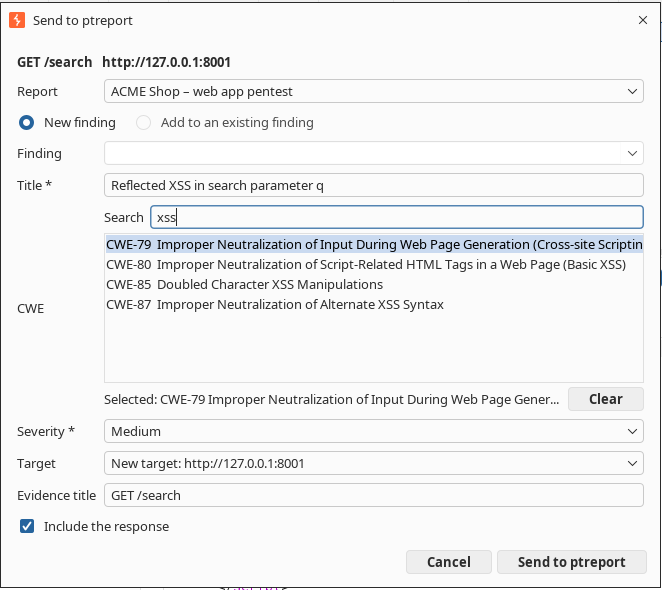 Send to ptreport
GET /search http://127.0.0.1:8001
Report ACME Shop – web app pentest
New finding Add to an existing finding
Finding
Title * Reflected XSS in search parameter q
Search xss
CWE-79 Improper Neutralization of Input During Web Page Generation (Cross-site Scriptin
CWE-80 Improper Neutralization of Script-Related HTML Tags in a Web Page (Basic XSS)
CWE-85 Doubled Character XSS Manipulations
CWE-87 Improper Neutralization of Alternate XSS Syntax
CWE
Selected: CWE-79 Improper Neutralization of Input During Web Page Gener... Clear
Severity * Medium
Target New target: http://127.0.0.1:8001
Evidence title GET /search
Include the response
Cancel Send to ptreport